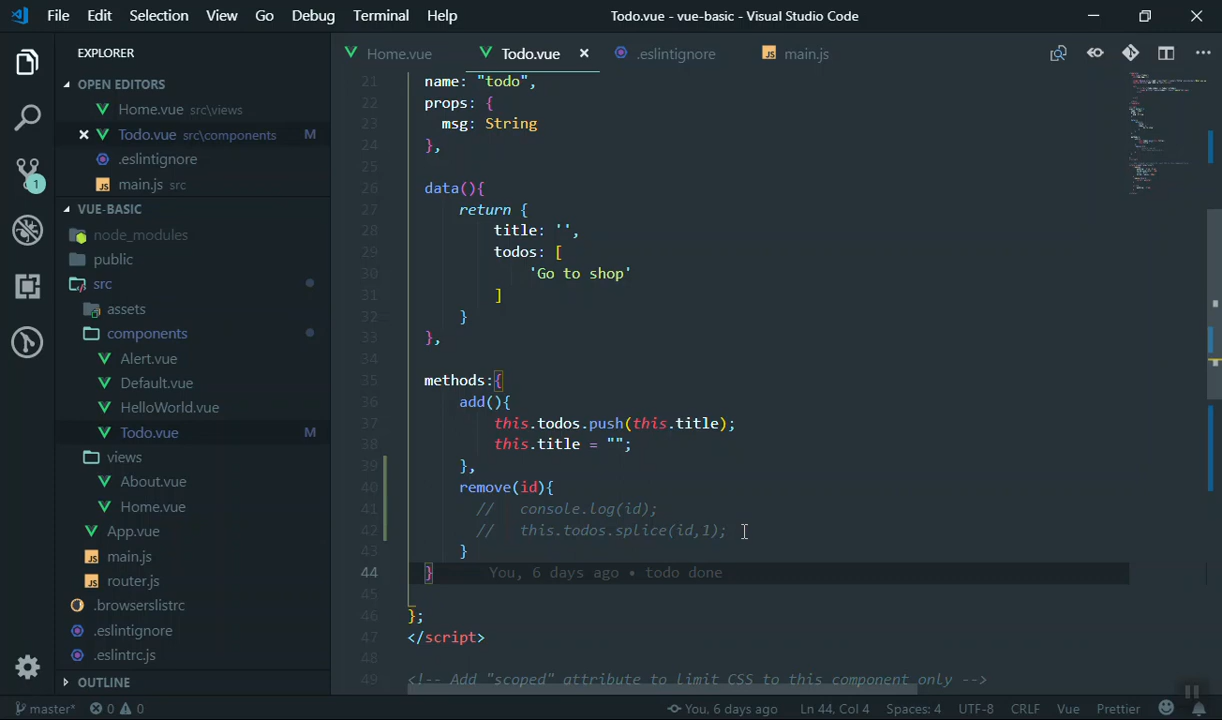 File Edit Selection View Go Debug Terminal Help Todo.vue - vue-basic - Visual Studio Code
EXPLORER
OPEN EDITORS
Home.vue src\views
Todo.vue src\components M
.eslintignore
main.js src
VUE-BASIC
node_modules
public
src
assets
components
Alert.vue
Default.vue
HelloWorld.vue
Todo.vue M
views
About.vue
Home.vue
App.vue
main.js
router.js
.browserslistrc
.eslintignore
.eslintrc.js
OUTLINE
1
Home.vue Todo.vue .eslintignore main.js
21 name: "todo",
22 props: {
23 msg: String
24 },
25
26 data(){
27 return {
28 title: '',
29 todos: [
30 'Go to shop'
31 ]
32 }
33 },
34
35 methods:{
36 add(){
37 this.todos.push(this.title);
38 this.title = "";
39 },
40 remove(id){
41 // console.log(id);
42 // this.todos.splice(id,1);
43 }
44 } You, 6 days ago • todo done
45
46 };
47 </script>
48
49 <!-- Add "scoped" attribute to limit CSS to this component only -->
master* 0 0 You, 6 days ago Ln 44, Col 4 Spaces: 4 UTF-8 CRLF Vue Prettier